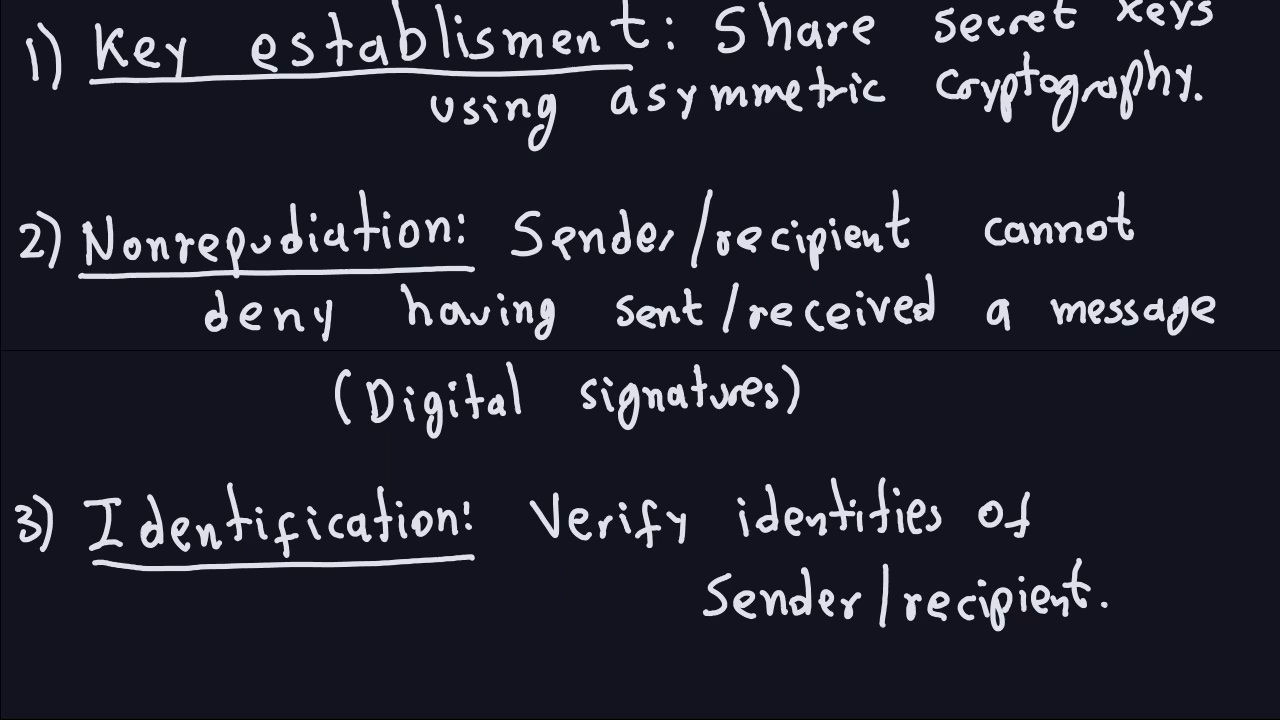 1) Key establisment: Share secret keys
using asymmetric cryptography.
2) Nonrepudiation: Sender/recipient cannot
deny having sent/received a message
(Digital signatures)
3) Identification: Verify identities of
Sender/recipient.